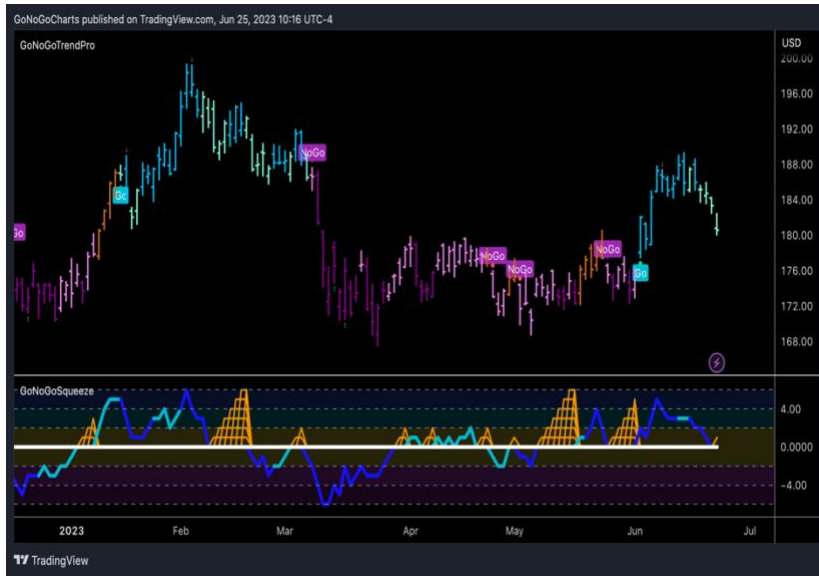 GoNoGoCharts published on TradingView.com, Jun 25, 2023 10:16 UTC-4
GoNoGoTrendPro
USD
200.00
196.00
192.00
NoGo
188.00
Go
184.00
Go
180.00
NoGo
NoGo
NoGo
Go
176.00
172.00
168.00
GoNoGoSqueeze
4.00
0.0000
−4.00
2023 Feb Mar Apr May Jun Jul
TradingView